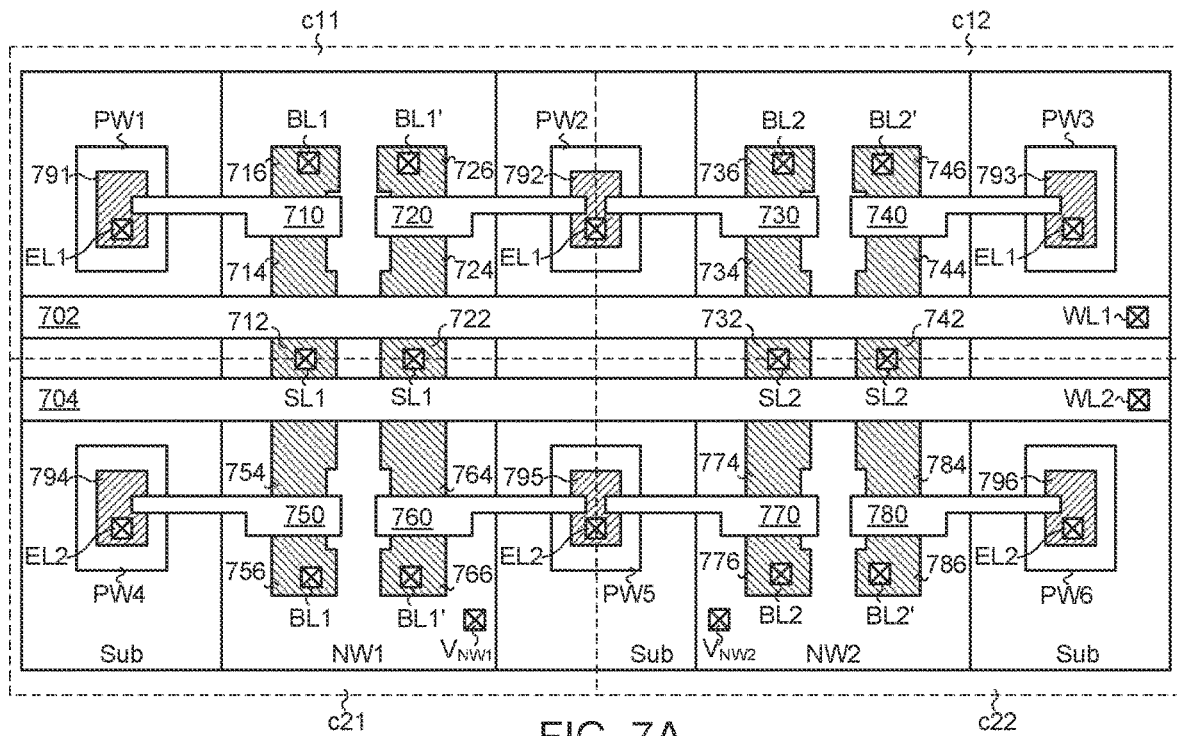 c11 c12
PW1 BL1 BL1' PW2 BL2 BL2' PW3
791 716 726 792 736 746 793
710 720 730 740
EL1 714 724 EL1 734 744 EL1
702 712 722 732 742 WL1
SL1 SL1 SL2 SL2
704 WL2
794 754 764 795 774 784 796
750 760 770 780
EL2 756 766 EL2 776 786 EL2
PW4 BL1 BL1' PW5 BL2 BL2' PW6
Sub NW1 VNW1 Sub VNW2 NW2 Sub
c21 c22
FIG. 7A